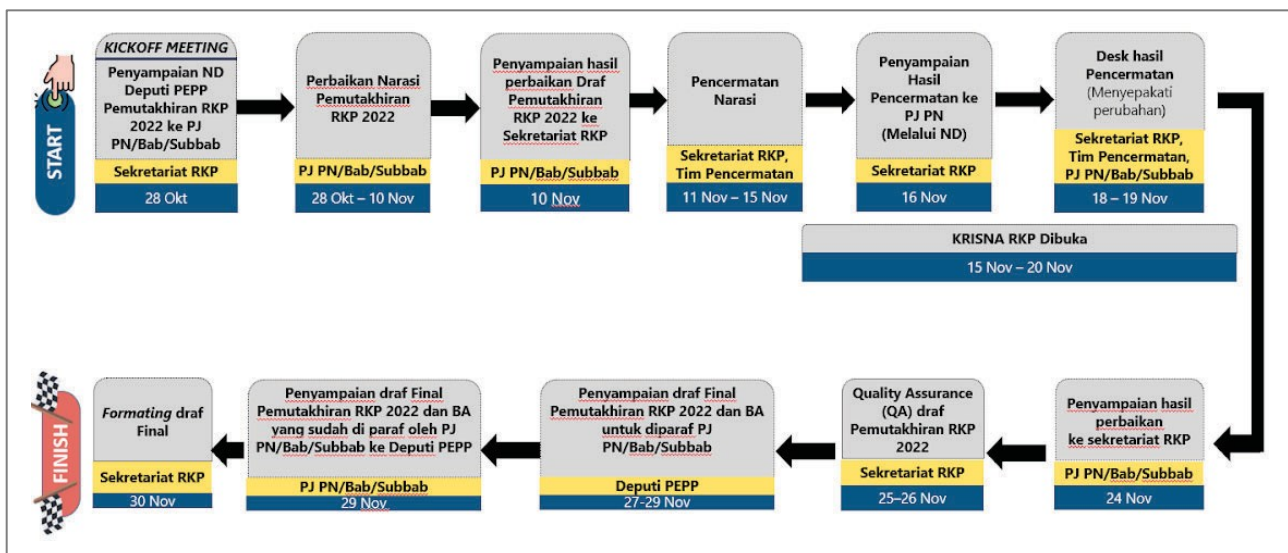 START
KICKOFF MEETING
Penyampaian ND
Deputi PEPP
Pemutakhiran RKP
2022 ke PJ
PN/Bab/Subbab
Sekretariat RKP
28 Okt
Perbaikan Narasi
Pemutakhiran
RKP 2022
PJ PN/Bab/Subbab
28 Okt – 10 Nov
Penyampaian hasil
perbaikan Draf
Pemutakhiran
RKP 2022 ke
Sekretariat RKP
PJ PN/Bab/Subbab
10 Nov
Pencermatan
Narasi
Sekretariat RKP,
Tim Pencermatan
11 Nov – 15 Nov
Penyampaian
Hasil
Pencermatan ke
PJ PN
(Melalui ND)
Sekretariat RKP
16 Nov
Desk hasil
Pencermatan
(Menyepakati
perubahan)
Sekretariat RKP,
Tim Pencermatan,
PJ PN/Bab/Subbab
18 – 19 Nov
KRISNA RKP Dibuka
15 Nov – 20 Nov
Penyampaian hasil
perbaikan
ke sekretariat RKP
PJ PN/Bab/Subbab
24 Nov
Quality Assurance
(QA) draf
Pemutakhiran RKP
2022
Sekretariat RKP
25–26 Nov
Penyampaian draf Final
Pemutakhiran RKP 2022 dan BA
untuk diparaf PJ
PN/Bab/Subbab
Deputi PEPP
27-29 Nov
Penyampaian draf Final
Pemutakhiran RKP 2022 dan BA
yang sudah di paraf oleh PJ
PN/Bab/Subbab ke Deputi PEPP
PJ PN/Bab/Subbab
29 Nov
Formating draf
Final
Sekretariat RKP
30 Nov
FINISH